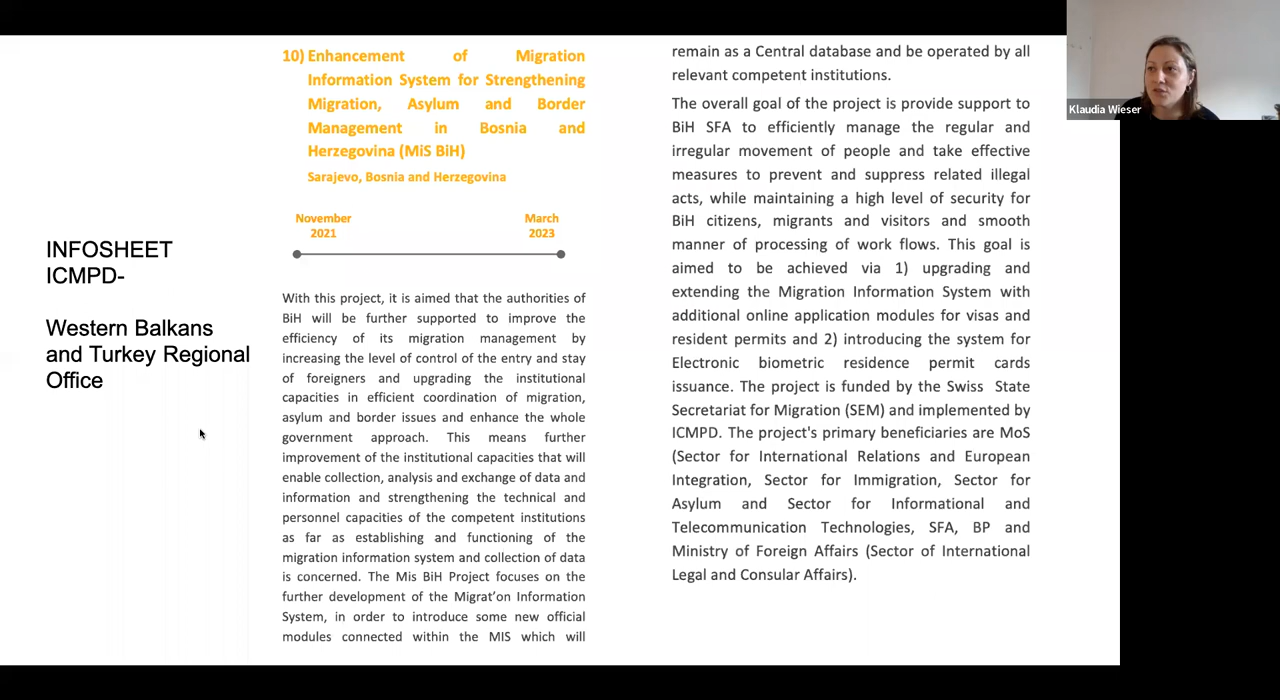 INFOSHEET
ICMPD-
Western Balkans
and Turkey Regional
Office
10) Enhancement of Migration
Information System for Strengthening
Migration, Asylum and Border
Management in Bosnia and
Herzegovina (MiS BiH)
Sarajevo, Bosnia and Herzegovina
November
2021
March
2023
With this project, it is aimed that the authorities of
BiH will be further supported to improve the
efficiency of its migration management by
increasing the level of control of the entry and stay
of foreigners and upgrading the institutional
capacities in efficient coordination of migration,
asylum and border issues and enhance the whole
government approach. This means further
improvement of the institutional capacities that will
enable collection, analysis and exchange of data and
information and strengthening the technical and
personnel capacities of the competent institutions
as far as establishing and functioning of the
migration information system and collection of data
is concerned. The Mis BiH Project focuses on the
further development of the Migrat'on Information
System, in order to introduce some new official
modules connected within the MIS which will
remain as a Central database and be operated by all
relevant competent institutions.
The overall goal of the project is provide support to
BiH SFA to efficiently manage the regular and
irregular movement of people and take effective
measures to prevent and suppress related illegal
acts, while maintaining a high level of security for
BiH citizens, migrants and visitors and smooth
manner of processing of work flows. This goal is
aimed to be achieved via 1) upgrading and
extending the Migration Information System with
additional online application modules for visas and
resident permits and 2) introducing the system for
Electronic biometric residence permit cards
issuance. The project is funded by the Swiss State
Secretariat for Migration (SEM) and implemented by
ICMPD. The project's primary beneficiaries are MoS
(Sector for International Relations and European
Integration, Sector for Immigration, Sector for
Asylum and Sector for Informational and
Telecommunication Technologies, SFA, BP and
Ministry of Foreign Affairs (Sector of International
Legal and Consular Affairs).
Klaudia Wieser